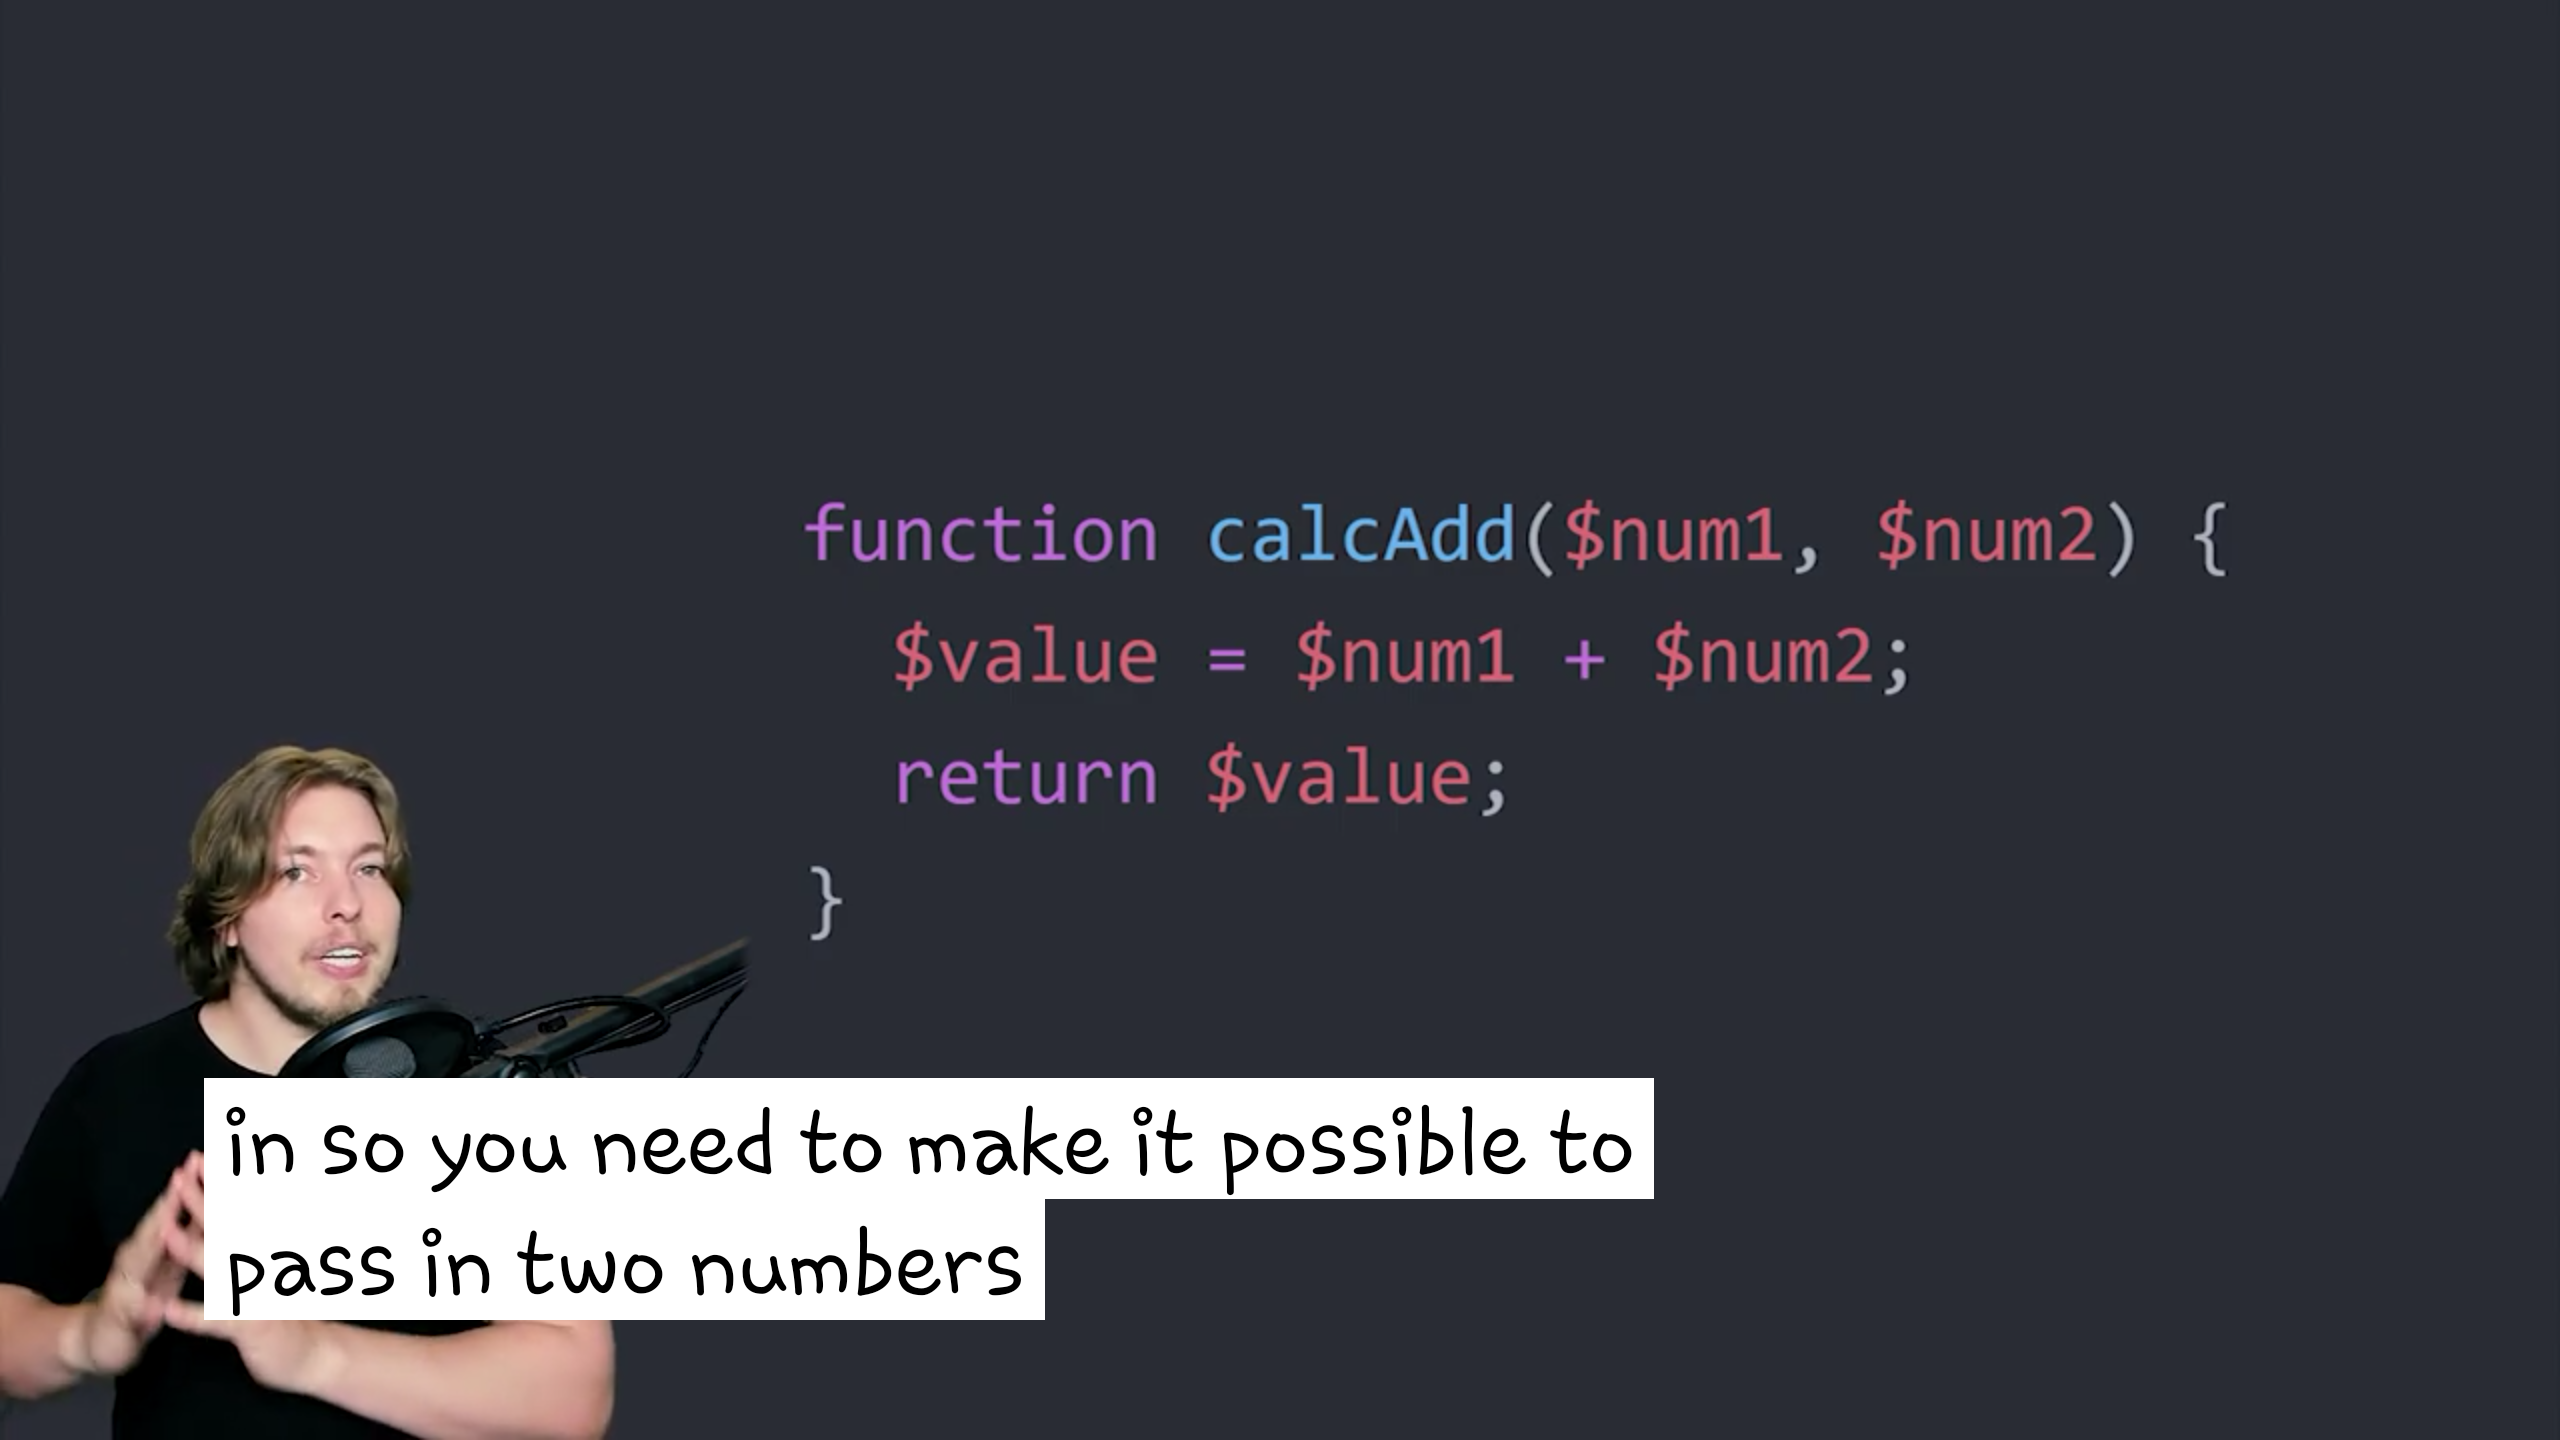 function calcAdd($num1, $num2) {
$value = $num1 + $num2;
return $value;
}
in so you need to make it possible to
pass in two numbers